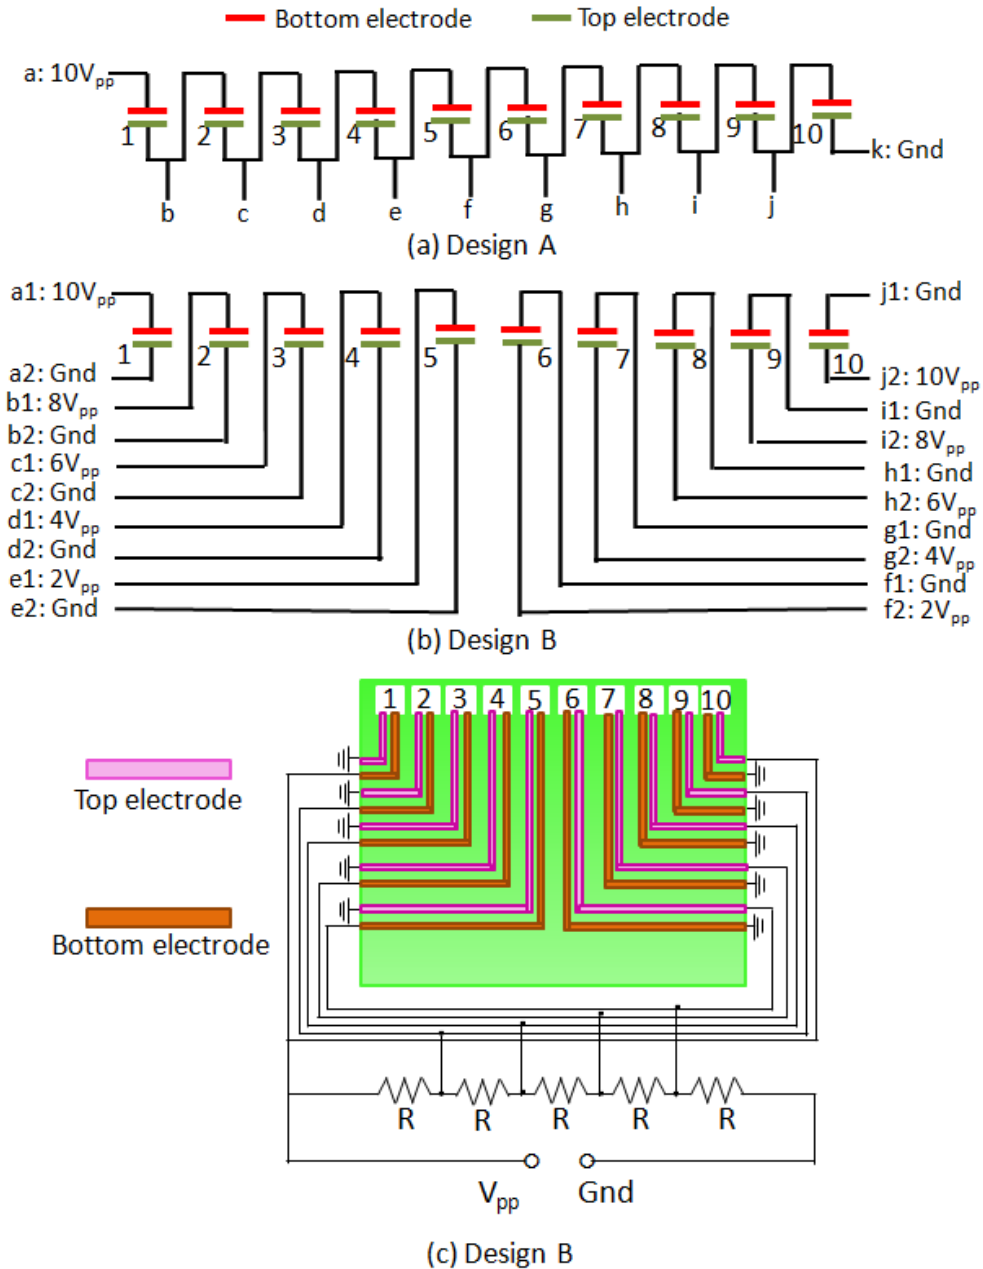 Bottom electrode Top electrode
a: 10Vpp
1 2 3 4 5 6 7 8 9 10
k: Gnd
b c d e f g h i j
(a) Design A
a1: 10Vpp j1: Gnd
1 2 3 4 5 6 7 8 9 10
a2: Gnd j2: 10Vpp
b1: 8Vpp i1: Gnd
b2: Gnd i2: 8Vpp
c1: 6Vpp h1: Gnd
c2: Gnd h2: 6Vpp
d1: 4Vpp g1: Gnd
d2: Gnd g2: 4Vpp
e1: 2Vpp f1: Gnd
e2: Gnd f2: 2Vpp
(b) Design B
1 2 3 4 5 6 7 8 9 10
Top electrode
Bottom electrode
R R R R R
Vpp Gnd
(c) Design B